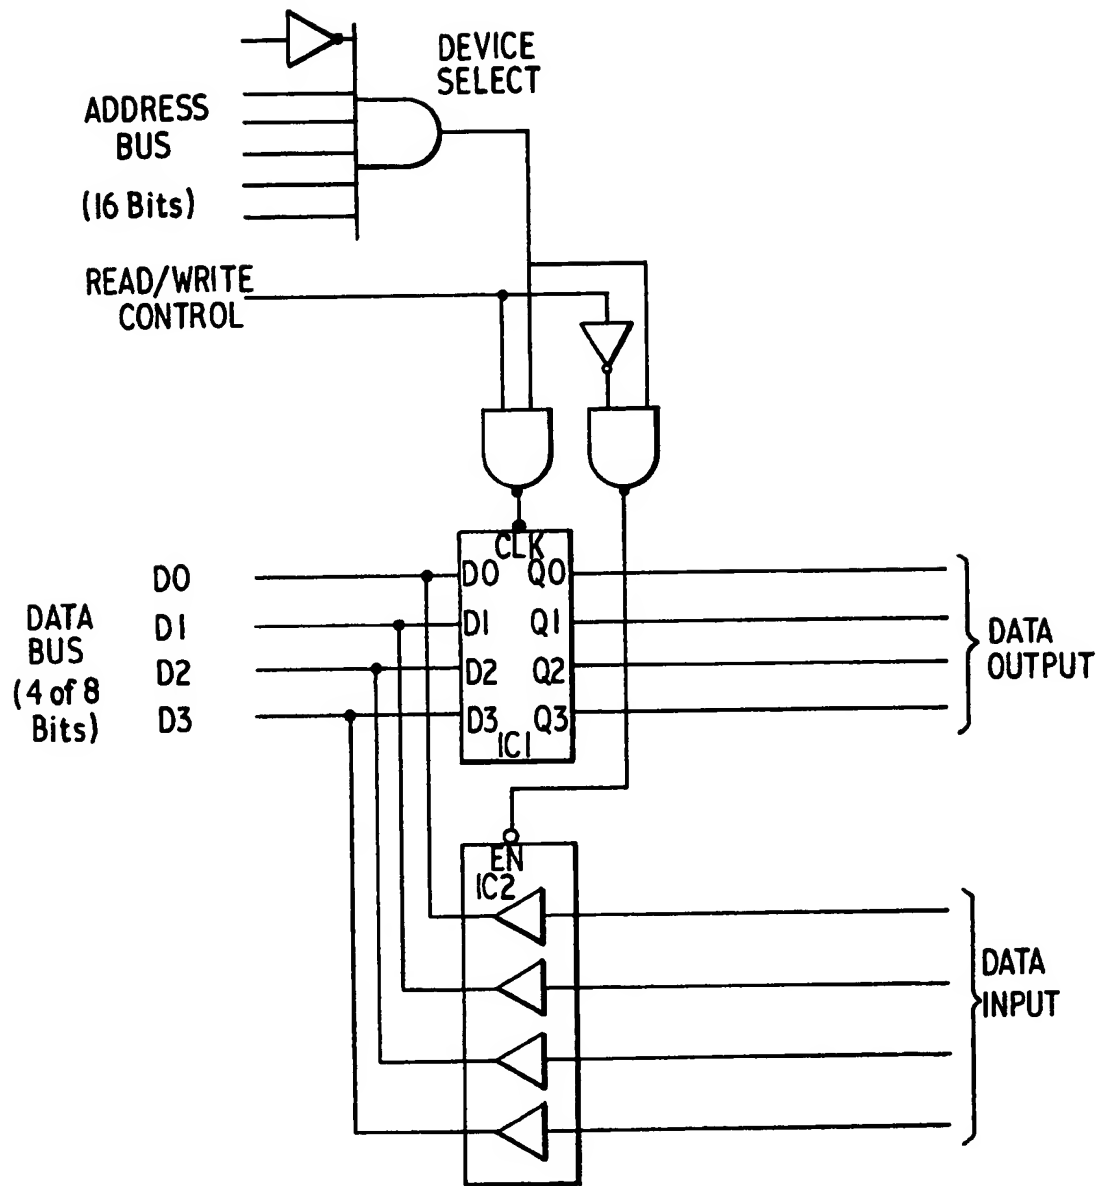 DEVICE
SELECT
ADDRESS
BUS
(16 Bits)
READ/WRITE
CONTROL
CLK
D0
D0
Q0
D1
D1
Q1
D2
D2
Q2
D3
D3
Q3
IC1
DATA
BUS
(4 of 8
Bits)
DATA
OUTPUT
EN
IC2
DATA
INPUT